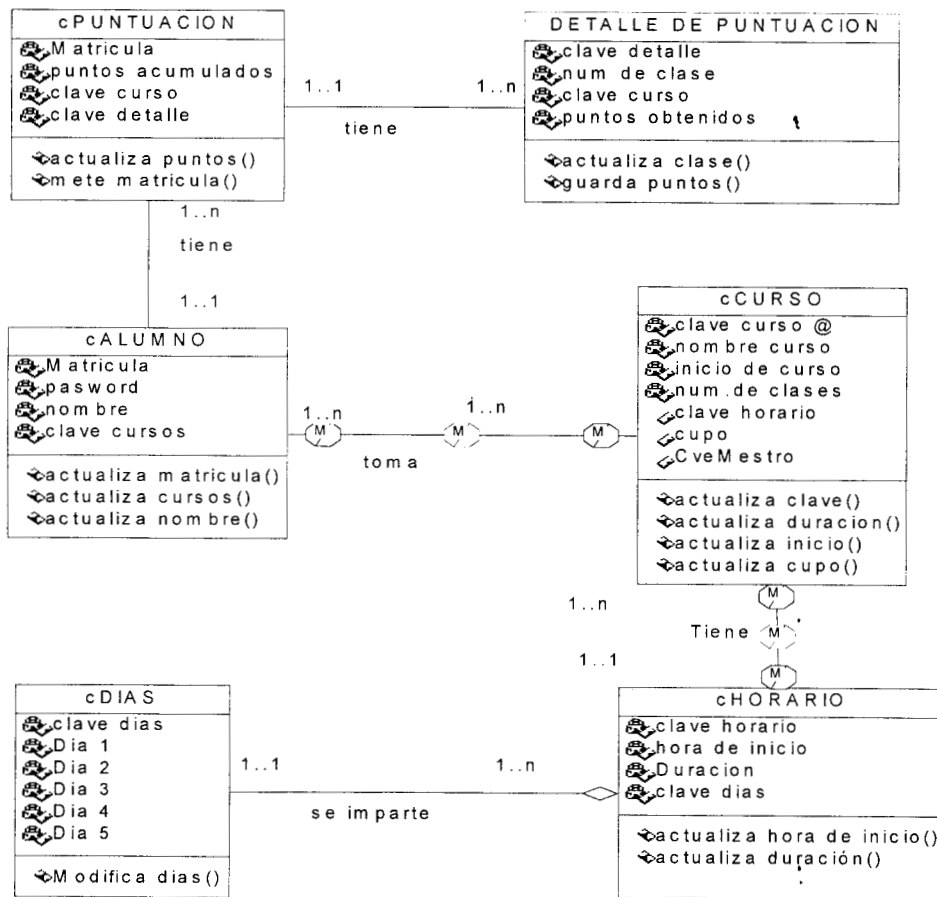 cPUNTUACION
Matricula
puntos acumulados
clave curso
clave detalle
actualiza puntos()
mete matricula()
DETALLE DE PUNTUACION
clave detalle
num de clase
clave curso
puntos obtenidos
actualiza clase()
guarda puntos()
1..1
1..n
tiene
1..n
tiene
1..1
cALUMNO
Matricula
pasword
nombre
clave cursos
actualiza matricula()
actualiza cursos()
actualiza nombre()
1..n
1..n
M
M
M
toma
cCURSO
clave curso @
nombre curso
inicio de curso
num.de clases
clave horario
cupo
CveMestro
actualiza clave()
actualiza duracion()
actualiza inicio()
actualiza cupo()
M
1..n
Tiene
M
1..1
M
cDIAS
clave dias
Dia 1
Dia 2
Dia 3
Dia 4
Dia 5
Modifica dias()
1..1
1..n
se imparte
cHORARIO
clave horario
hora de inicio
Duracion
clave dias
actualiza hora de inicio()
actualiza duración()